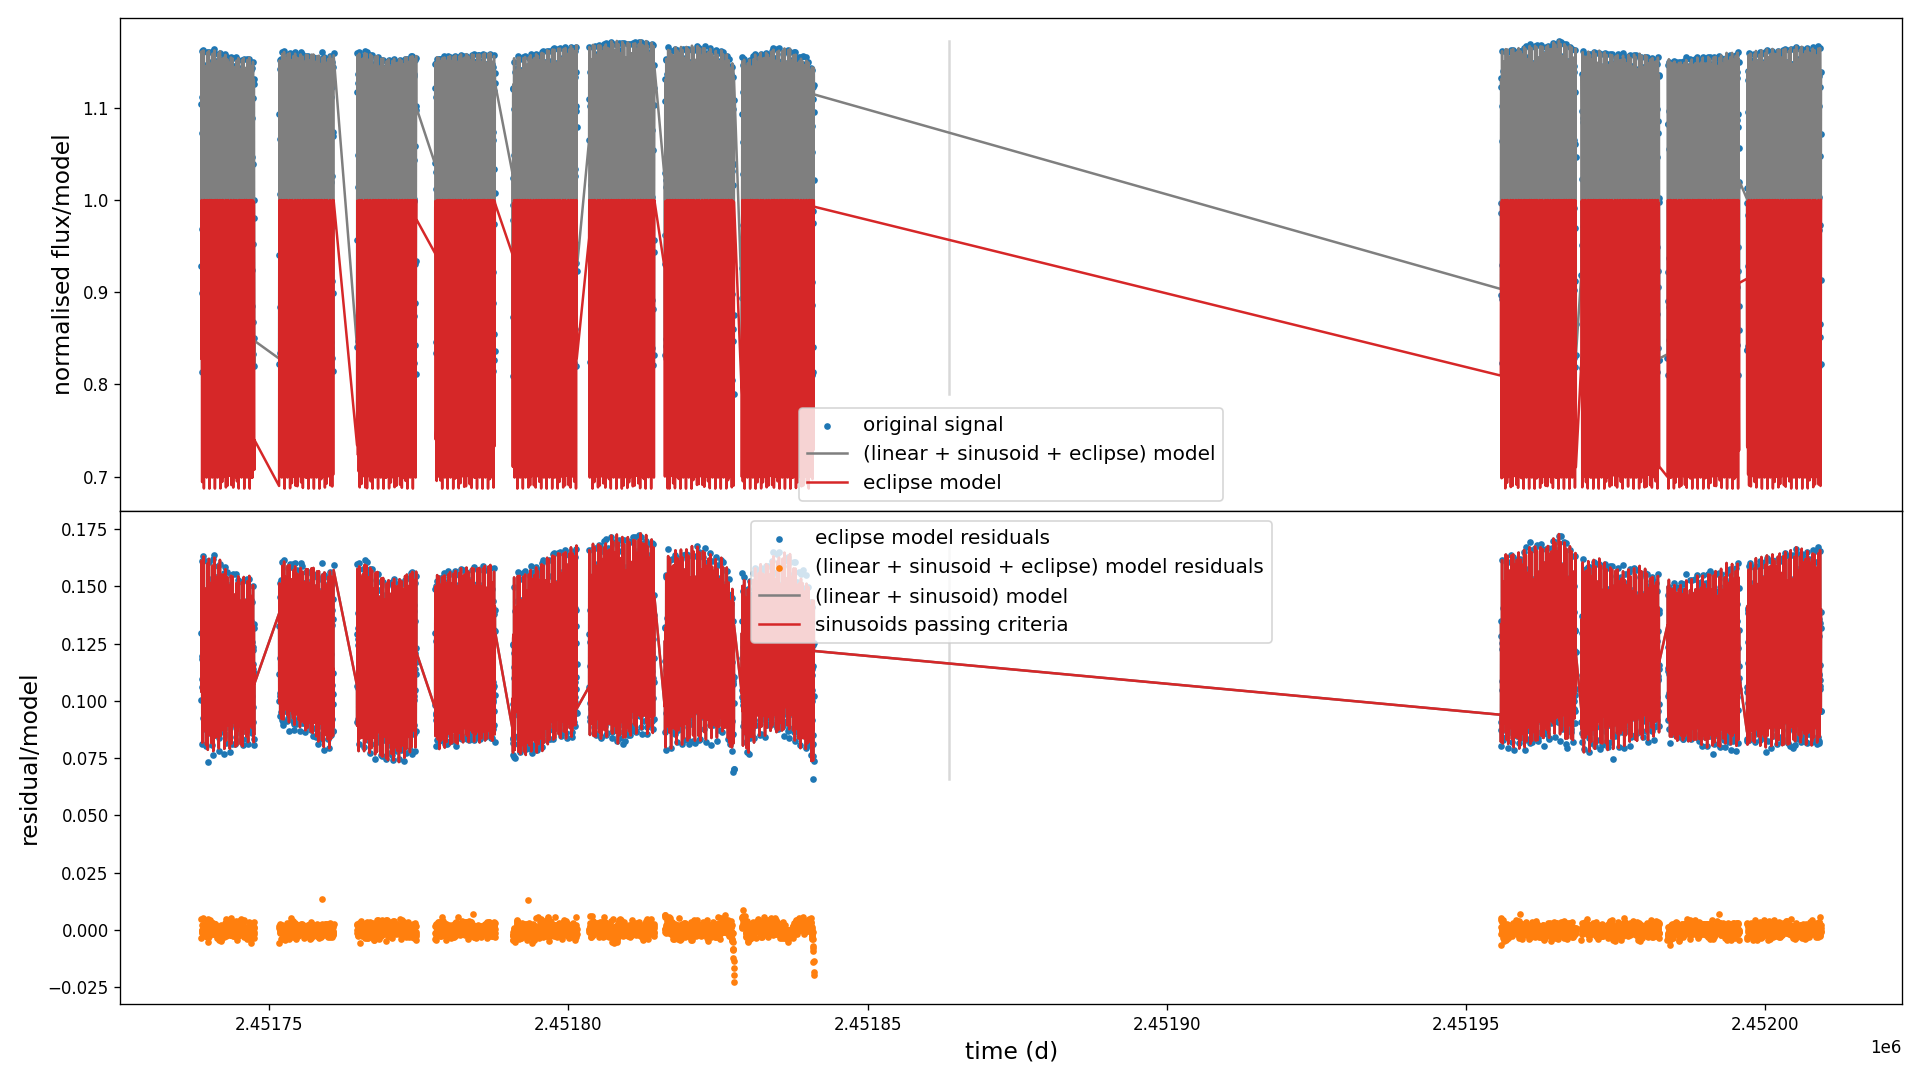 normalised flux/model
1.1
1.0
0.9
0.8
0.7
original signal
(linear + sinusoid + eclipse) model
eclipse model
residual/model
0.175
0.150
0.125
0.100
0.075
0.050
0.025
0.000
−0.025
eclipse model residuals
(linear + sinusoid + eclipse) model residuals
(linear + sinusoid) model
sinusoids passing criteria
2.45175 2.45180 2.45185 2.45190 2.45195 2.45200
1e6
time (d)